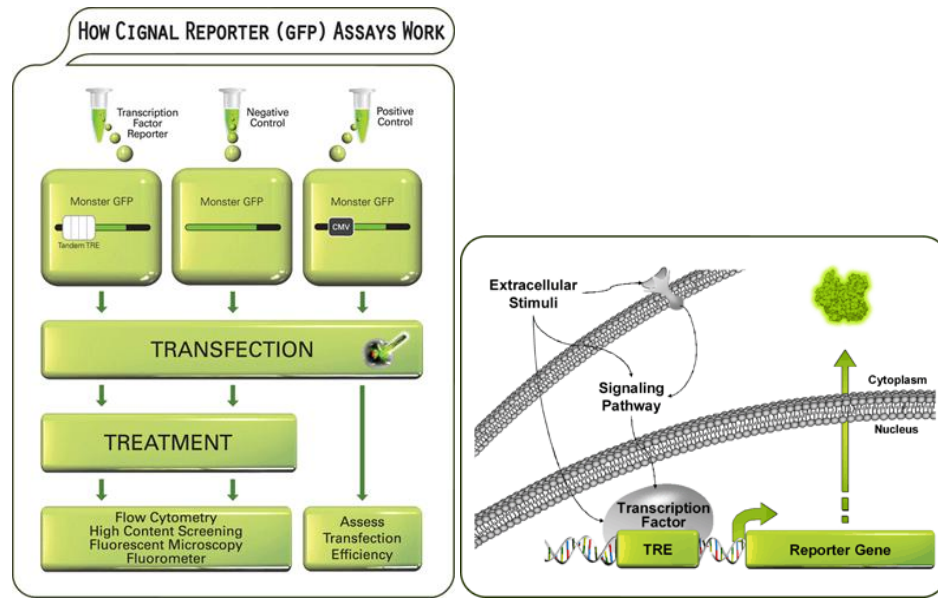 HOW CIGNAL REPORTER (GFP) ASSAYS WORK
Transcription
Factor
Reporter
Negative
Control
Positive
Control
Monster GFP
Tandem TRE
Monster GFP
Monster GFP
CMV
TRANSFECTION
TREATMENT
Flow Cytometry
High Content Screening
Fluorescent Microscopy
Fluorometer
Assess
Transfection
Efficiency
Extracellular
Stimuli
Signaling
Pathway
Cytoplasm
Nucleus
Transcription
Factor
TRE
Reporter Gene